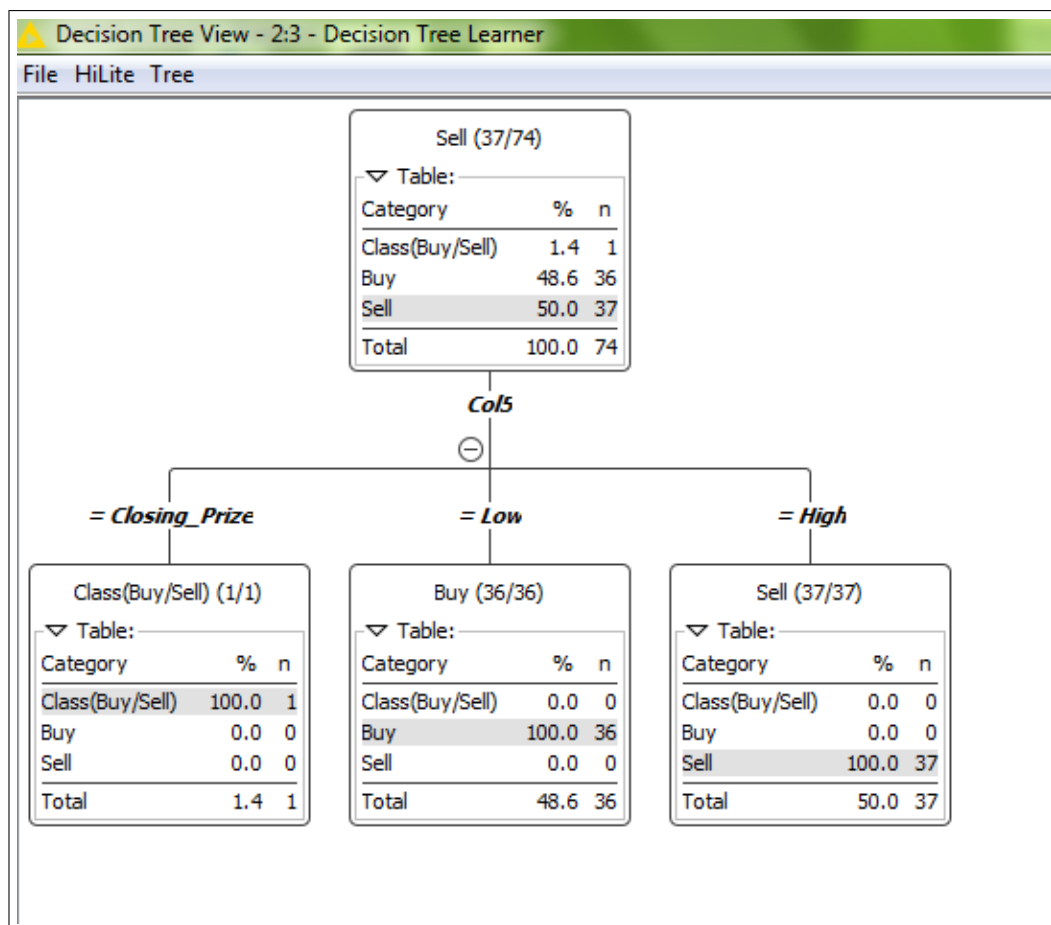 Decision Tree View - 2:3 - Decision Tree Learner
File HiLite Tree
Sell (37/74)
Table:
Category % n
Class(Buy/Sell) 1.4 1
Buy 48.6 36
Sell 50.0 37
Total 100.0 74
Col5
= Closing_Prize
= Low
= High
Class(Buy/Sell) (1/1)
Table:
Category % n
Class(Buy/Sell) 100.0 1
Buy 0.0 0
Sell 0.0 0
Total 1.4 1
Buy (36/36)
Table:
Category % n
Class(Buy/Sell) 0.0 0
Buy 100.0 36
Sell 0.0 0
Total 48.6 36
Sell (37/37)
Table:
Category % n
Class(Buy/Sell) 0.0 0
Buy 0.0 0
Sell 100.0 37
Total 50.0 37